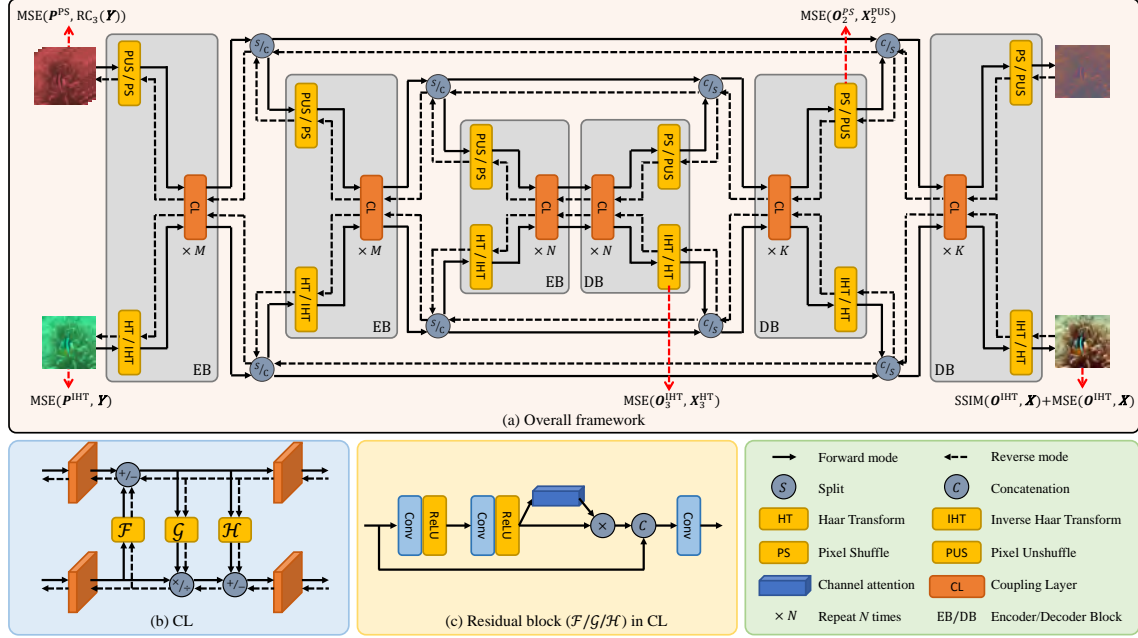 MSE(P^PS, RC_3(Y))
MSE(O_2^PS, X_2^PUS)
S/C
C/S
PUS / PS
PS / PUS
PUS / PS
S/C
C/S
PS / PUS
PUS / PS
PS / PUS
CL
CL
CL
CL
CL
CL
× M
× M
× N
× N
× K
× K
HT / IHT
IHT / HT
EB
DB
HT / IHT
IHT / HT
EB
DB
S/C
C/S
HT / IHT
IHT / HT
EB
DB
S/C
C/S
MSE(P^IHT, Y)
MSE(O_3^IHT, X_3^HT)
SSIM(O^IHT, X)+MSE(O^IHT, X)
(a) Overall framework
+/−
F
G
H
×/÷
+/−
(b) CL
Conv
ReLU
Conv
ReLU
×
C
Conv
(c) Residual block (F/G/H) in CL
Forward mode
Reverse mode
S
Split
C
Concatenation
HT
Haar Transform
IHT
Inverse Haar Transform
PS
Pixel Shuffle
PUS
Pixel Unshuffle
Channel attention
CL
Coupling Layer
× N
Repeat N times
EB/DB
Encoder/Decoder Block